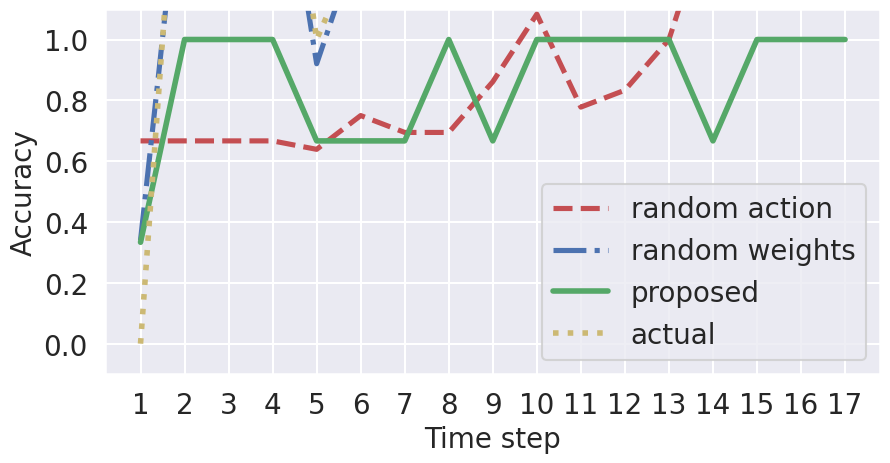 1.0
0.8
0.6
0.4
0.2
0.0
Accuracy
random action
random weights
proposed
actual
1 2 3 4 5 6 7 8 9 10 11 12 13 14 15 16 17
Time step